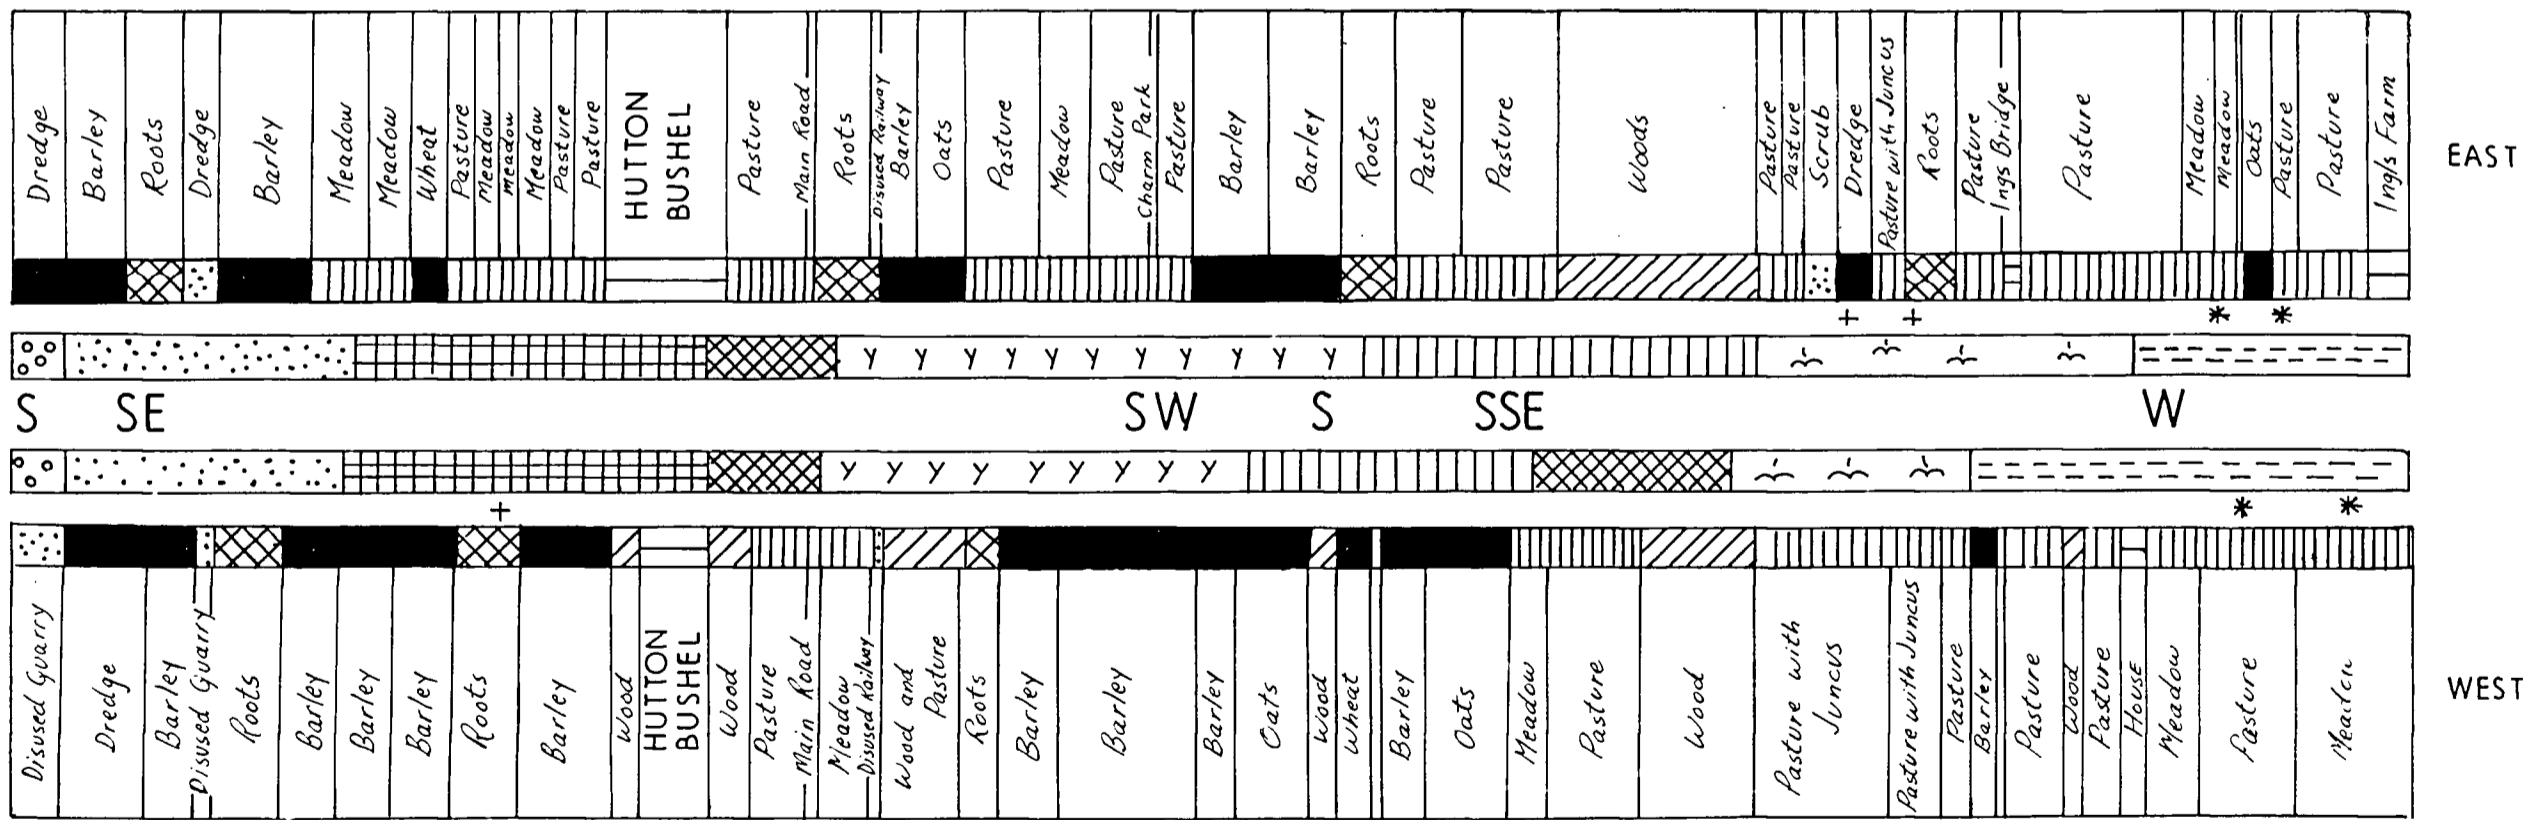 Dredge
Barley
Roots
Dredge
Barley
Meadow
Meadow
Wheat
Pasture
Meadow
Meadow
Meadow
Pasture
Pasture
HUTTON
BUSHEL
Pasture
Main Road
Roots
Disused Railway
Barley
Oats
Pasture
Meadow
Pasture
Charm Park
Pasture
Barley
Barley
Roots
Pasture
Pasture
Woods
Pasture
Pasture
Scrub
Dredge
Pasture with Juncus
Roots
Pasture
Ings Bridge
Pasture
Meadow
Meadow
Oats
Pasture
Pasture
Ings Farm
EAST
+ + * *
Y Y Y Y Y Y Y Y Y Y Y
S SE SW S SSE W
Y Y Y Y Y Y Y Y Y
+ * *
Disused Quarry
Dredge
Barley
Disused Quarry
Roots
Barley
Barley
Barley
Roots
Barley
Wood
HUTTON
BUSHEL
Wood
Pasture
Main Road
Meadow
Disused Railway
Wood and
Pasture
Roots
Barley
Barley
Barley
Oats
Wood
Wheat
Barley
Oats
Meadow
Pasture
Wood
Pasture with
Juncus
Pasture with Juncus
Pasture
Barley
Pasture
Wood
Pasture
House
Meadow
Pasture
WEST